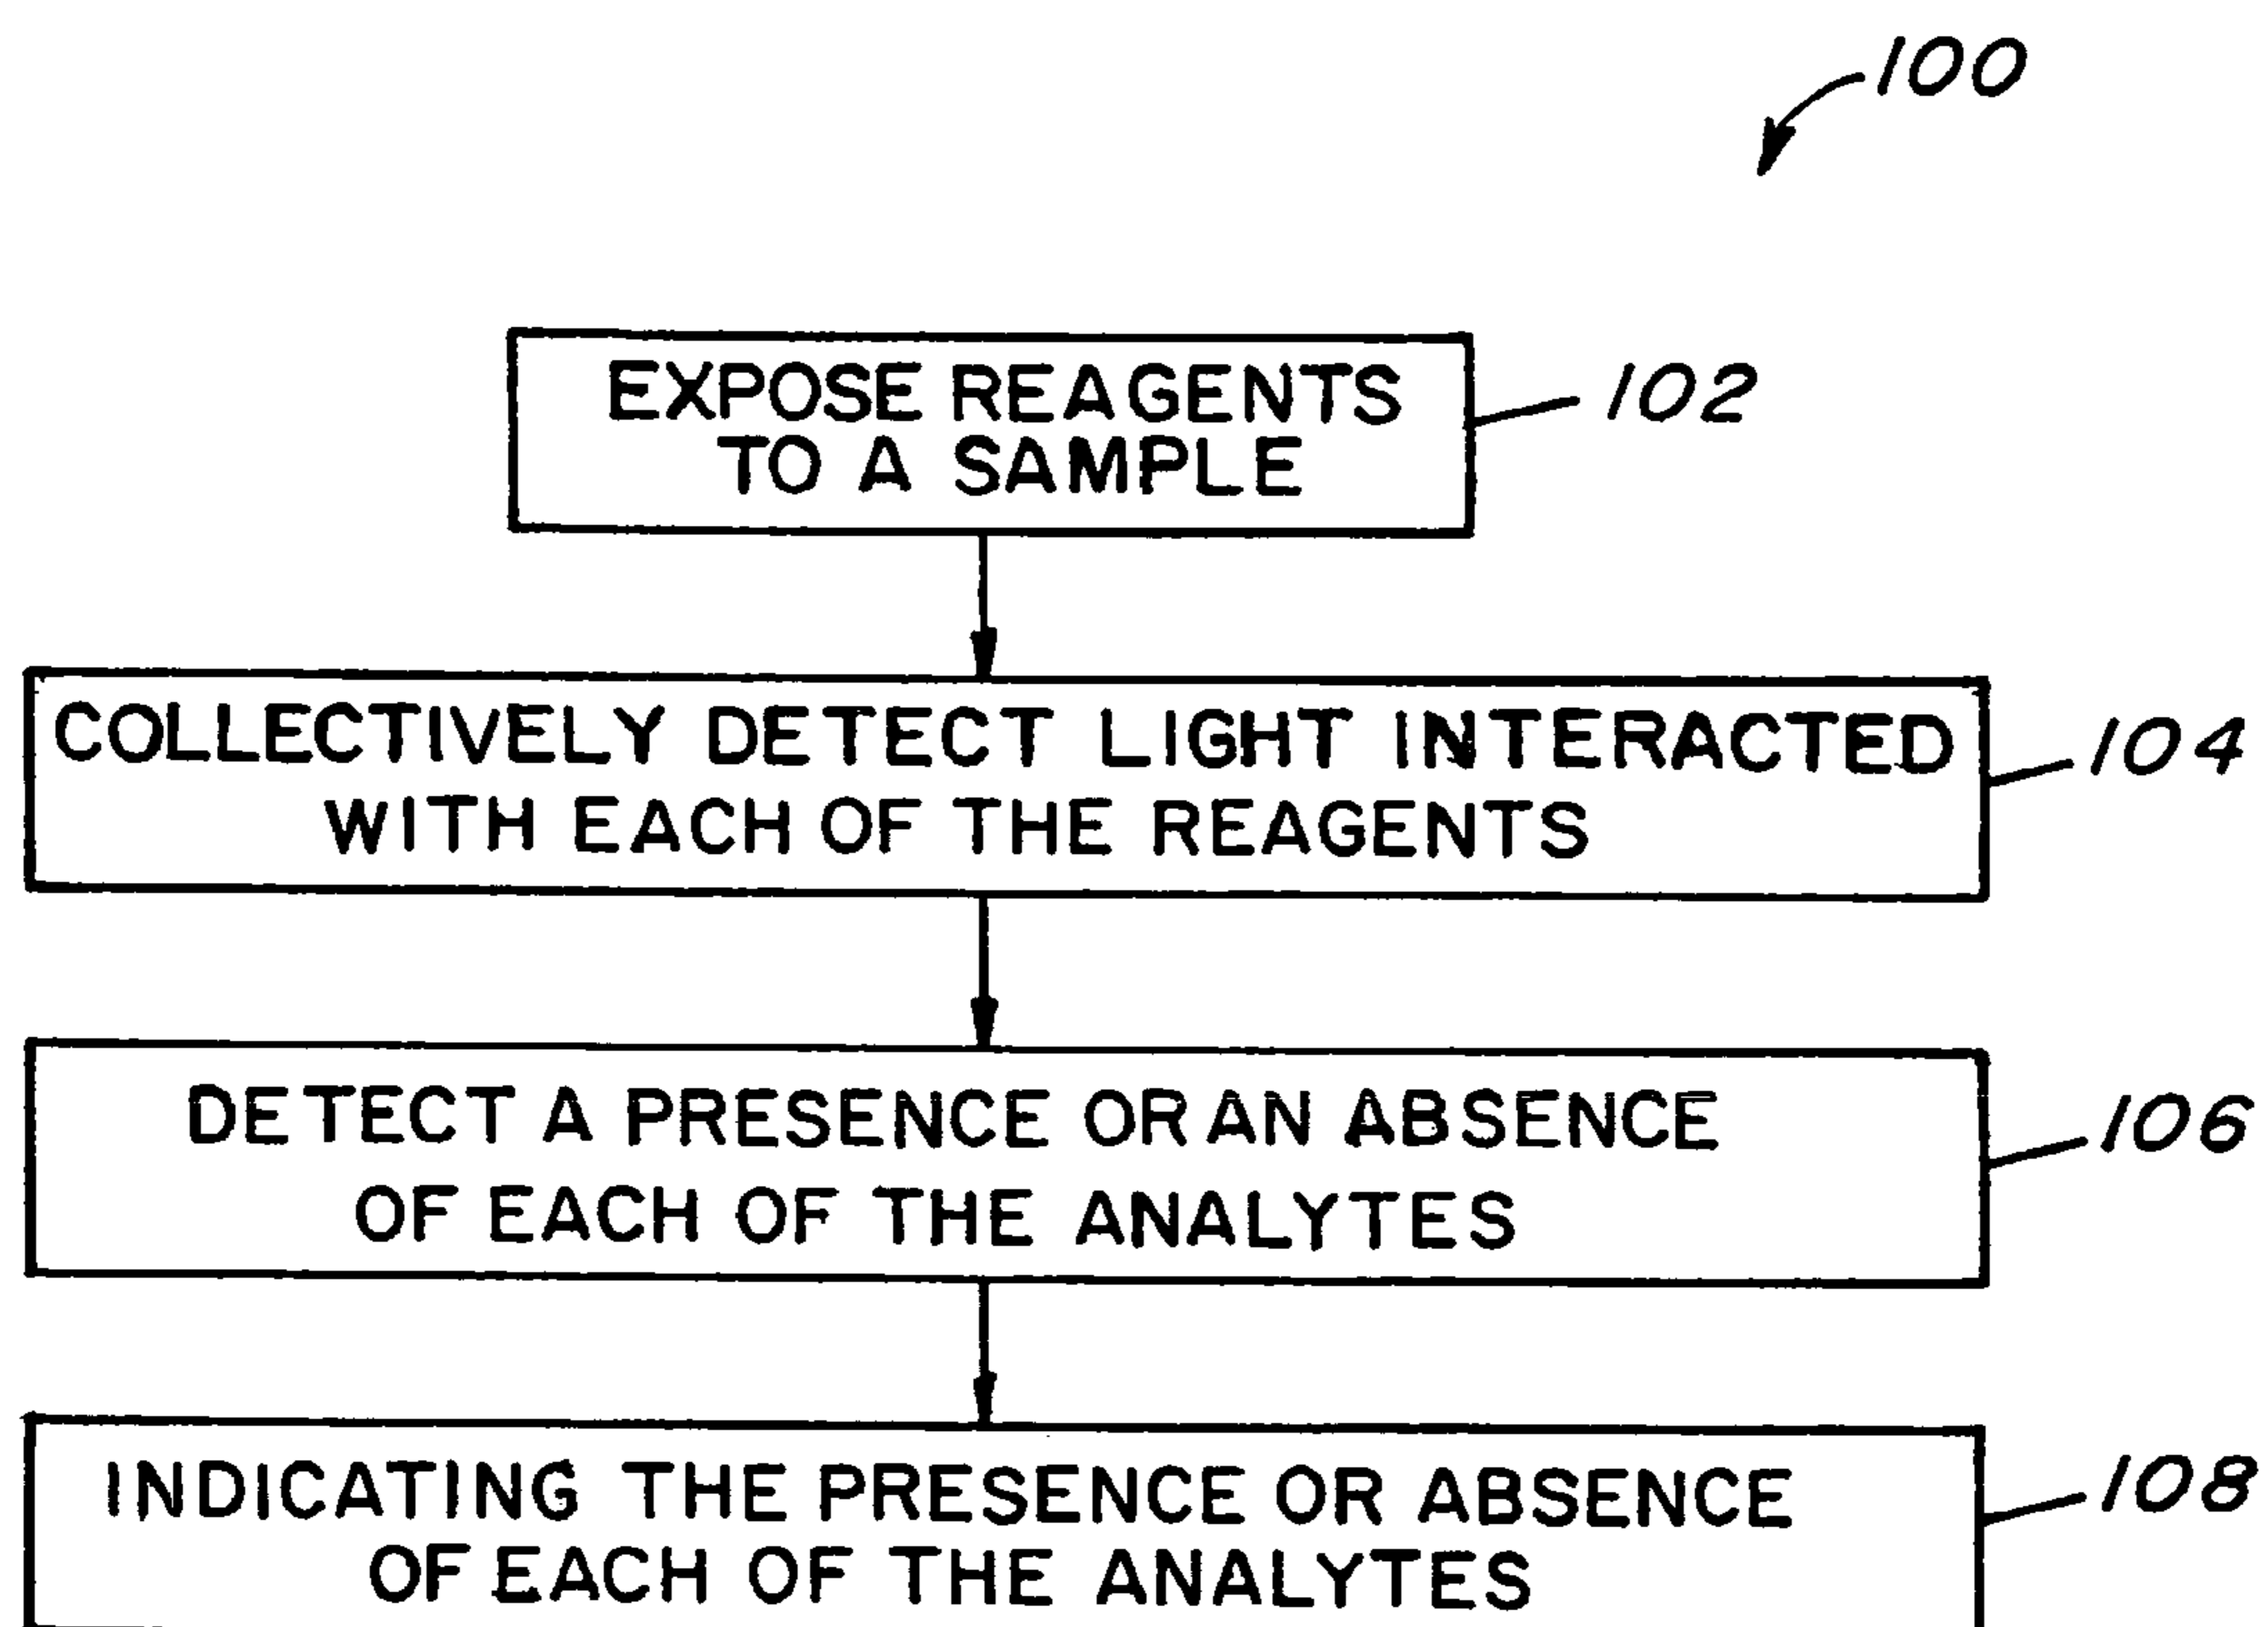 100
EXPOSE REAGENTS
TO A SAMPLE
102
COLLECTIVELY DETECT LIGHT INTERACTED
WITH EACH OF THE REAGENTS
104
DETECT A PRESENCE OR AN ABSENCE
OF EACH OF THE ANALYTES
106
INDICATING THE PRESENCE OR ABSENCE
OF EACH OF THE ANALYTES
108